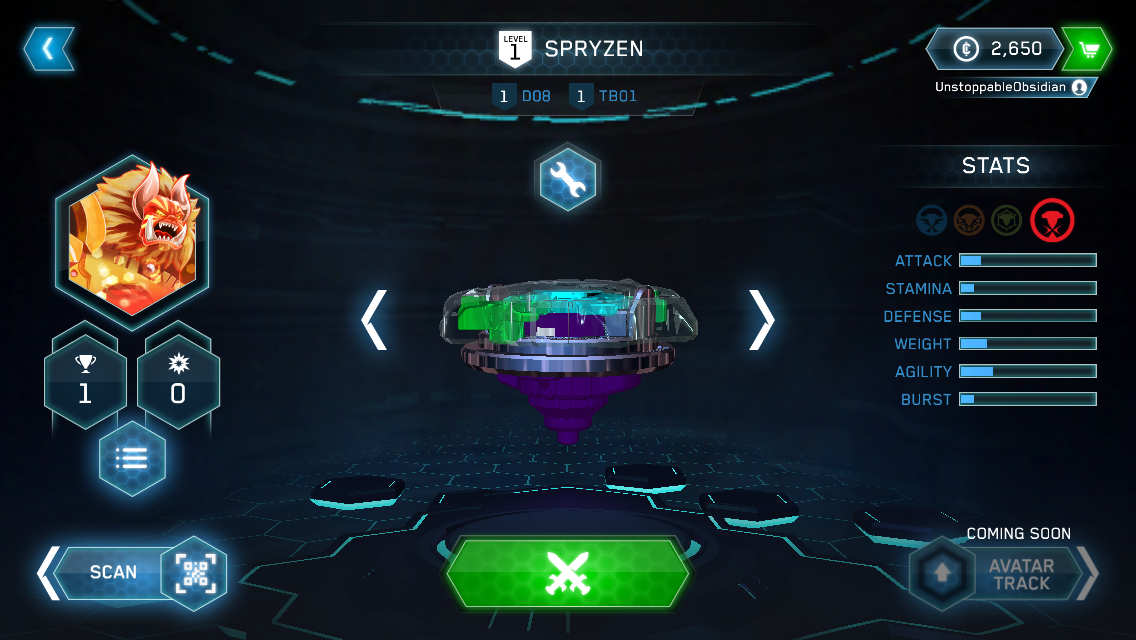 LEVEL
1
SPRYZEN
1 D08 1 TB01
2,650
UnstoppableObsidian
STATS
ATTACK
STAMINA
DEFENSE
WEIGHT
AGILITY
BURST
1
0
SCAN
COMING SOON
AVATAR
TRACK